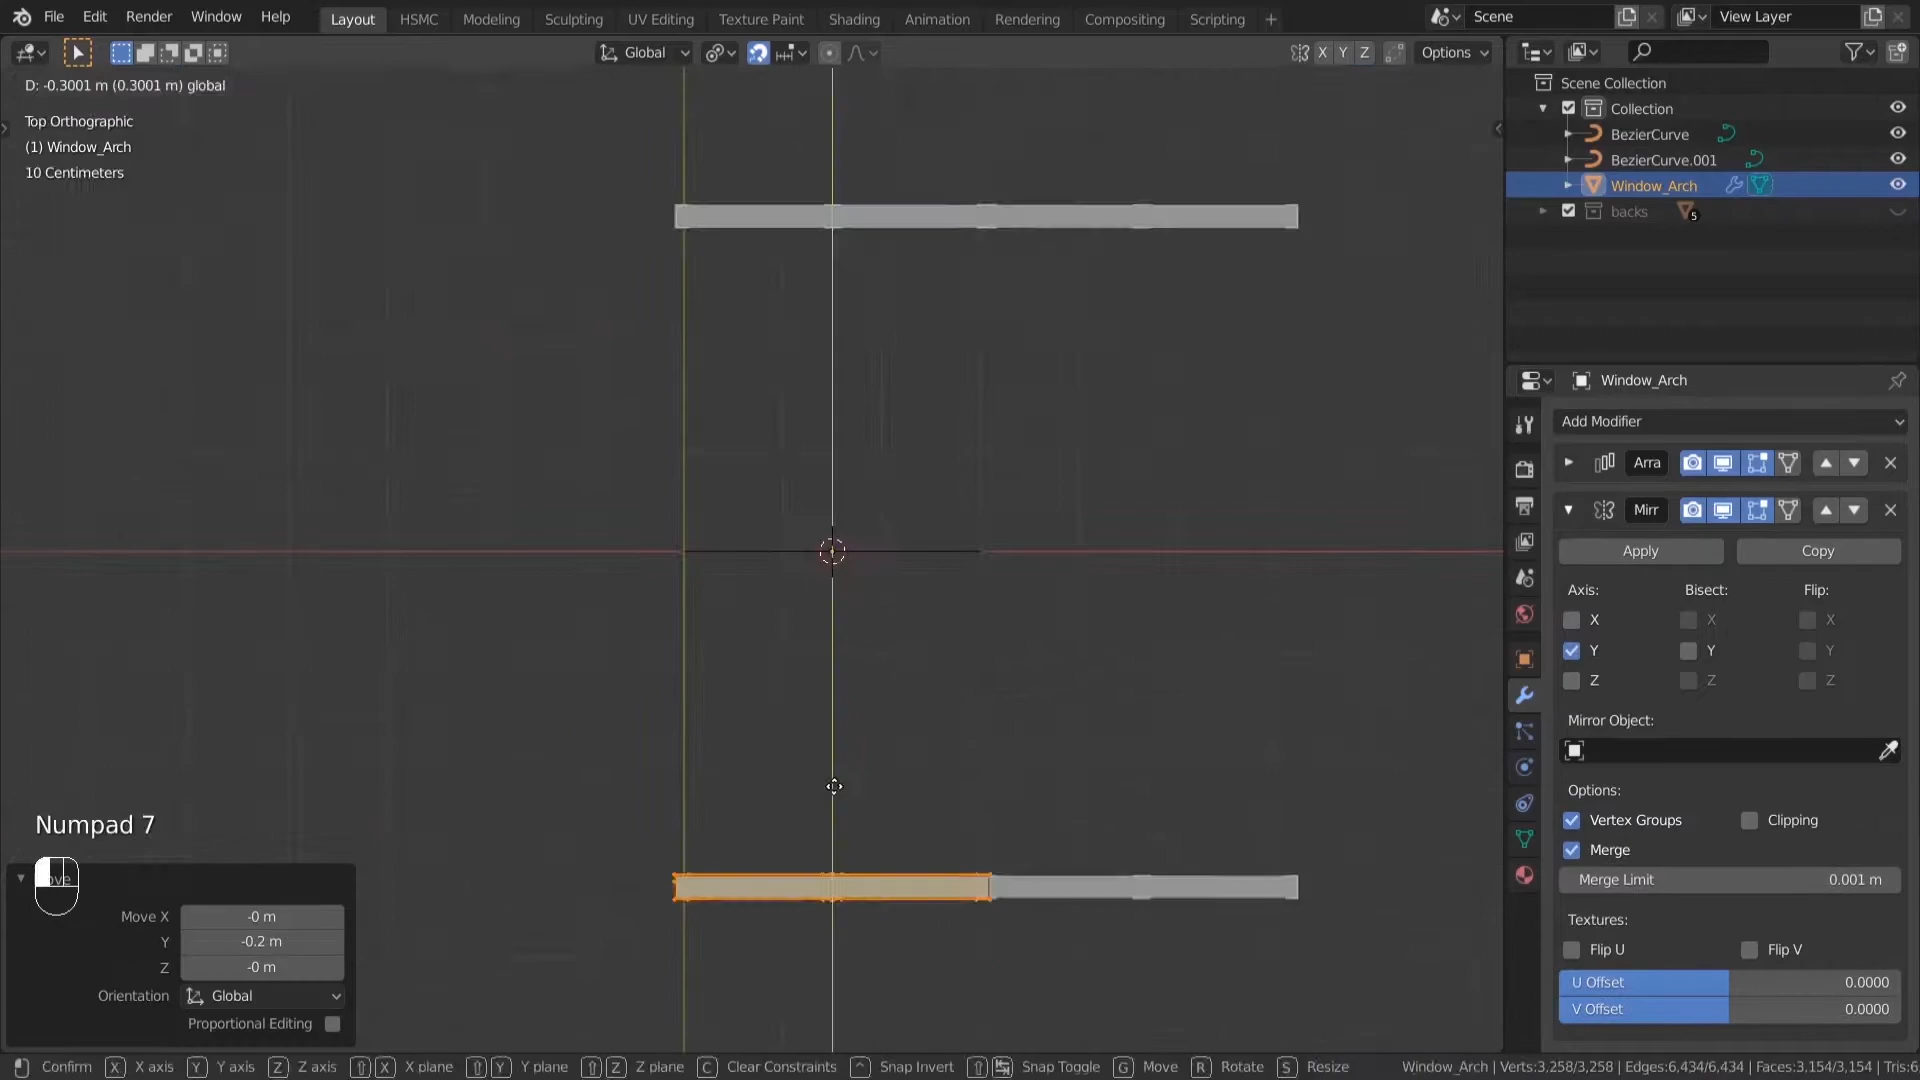 File Edit Render Window Help Layout HSMC Modeling Sculpting UV Editing Texture Paint Shading Animation Rendering Compositing Scripting + Scene View Layer
Global X Y Z Options
D: -0.3001 m (0.3001 m) global
Top Orthographic
(1) Window_Arch
10 Centimeters
Scene Collection
Collection
BezierCurve
BezierCurve.001
Window_Arch
backs 5
Window_Arch
Add Modifier
Arra
Mirr
Apply Copy
Axis: Bisect: Flip:
X X X
Y Y Y
Z Z
Mirror Object:
Options:
Vertex Groups Clipping
Merge
Merge Limit 0.001 m
Textures:
Flip U Flip V
U Offset 0.0000
V Offset 0.0000
Numpad 7
Move X -0 m
Y -0.2 m
Z -0 m
Orientation Global
Proportional Editing
Confirm X X axis Y Y axis Z Z axis X X plane Y Y plane Z Z plane C Clear Constraints ^ Snap Invert Snap Toggle G Move R Rotate S Resize Window_Arch | Verts:3,258/3,258 | Edges:6,434/6,434 | Faces:3,154/3,154 | Tris:6